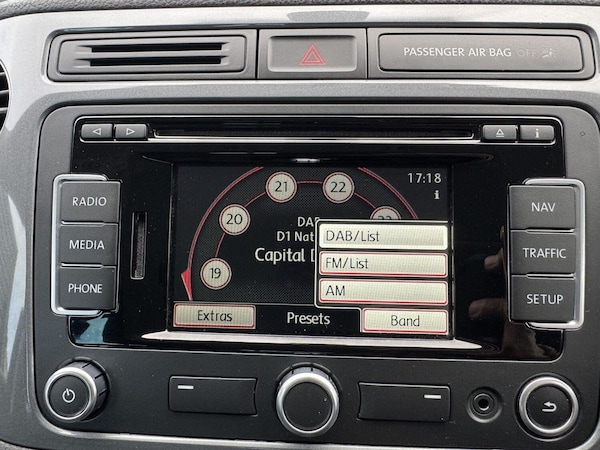 PASSENGER AIR BAG OFF
i
RADIO
MEDIA
PHONE
17:18
i
21
22
20
19
DAB
D1 Nat
Capital
DAB/List
FM/List
AM
Extras
Presets
Band
NAV
TRAFFIC
SETUP